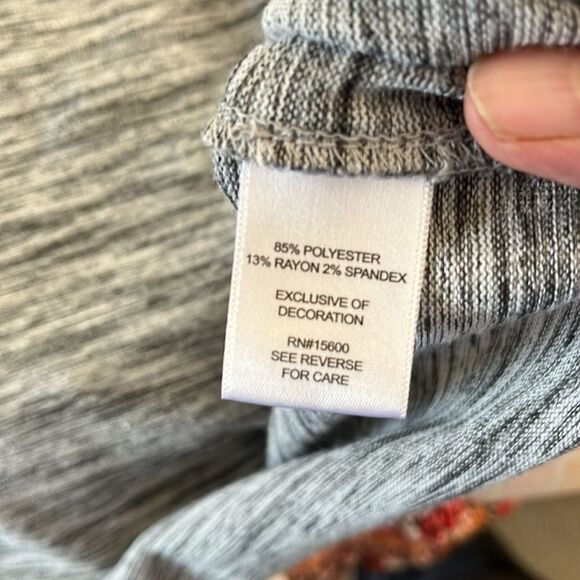 85% POLYESTER
13% RAYON 2% SPANDEX
EXCLUSIVE OF
DECORATION
RN#15600
SEE REVERSE
FOR CARE